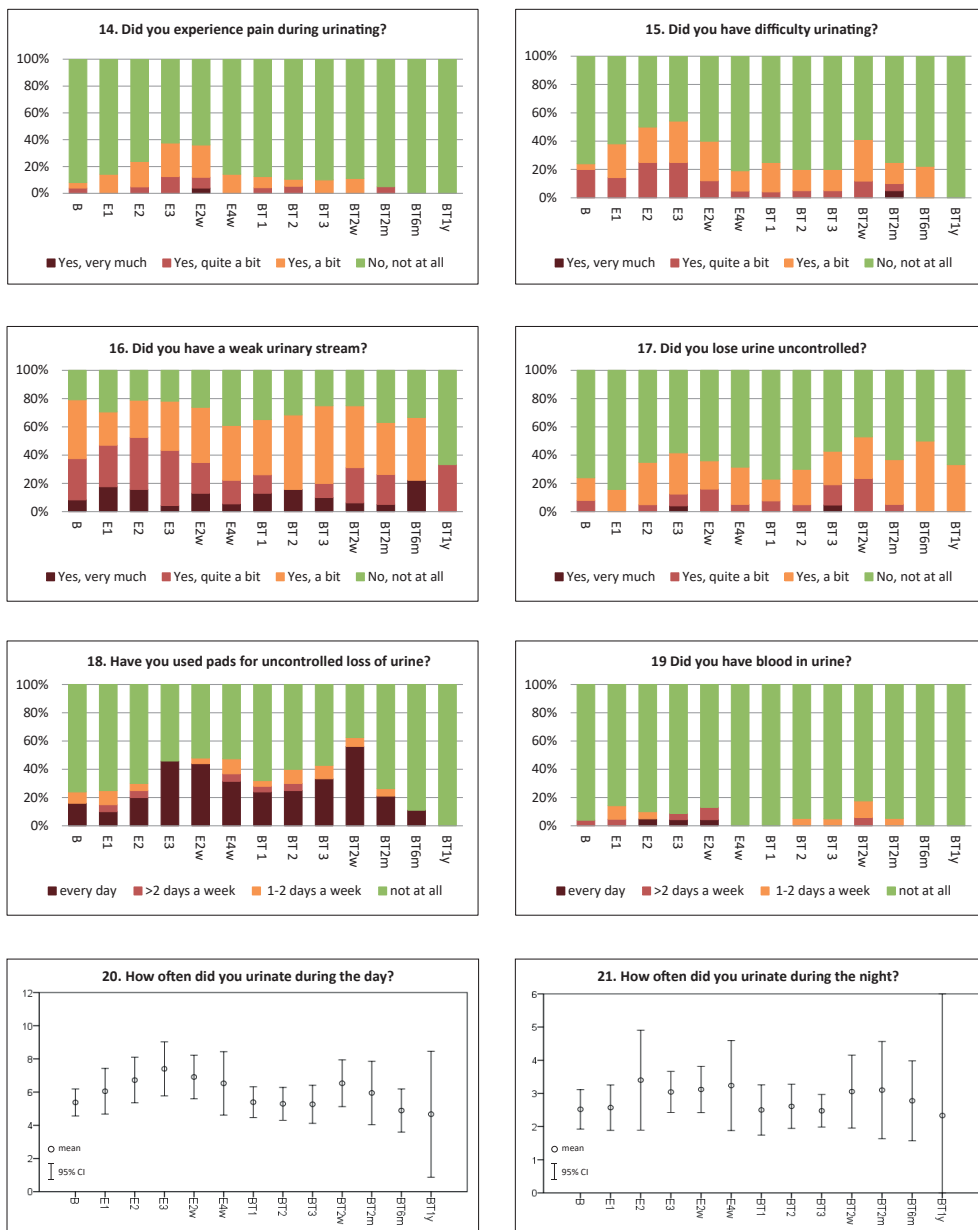 14. Did you experience pain during urinating?
100%
80%
60%
40%
20%
0%
B E1 E2 E3 E2w E4w BT 1 BT 2 BT 3 BT2w BT2m BT6m BT1y
Yes, very much Yes, quite a bit Yes, a bit No, not at all
15. Did you have difficulty urinating?
100%
80%
60%
40%
20%
0%
B E1 E2 E3 E2w E4w BT 1 BT 2 BT 3 BT2w BT2m BT6m BT1y
Yes, very much Yes, quite a bit Yes, a bit No, not at all
16. Did you have a weak urinary stream?
100%
80%
60%
40%
20%
0%
B E1 E2 E3 E2w E4w BT 1 BT 2 BT 3 BT2w BT2m BT6m BT1y
Yes, very much Yes, quite a bit Yes, a bit No, not at all
17. Did you lose urine uncontrolled?
100%
80%
60%
40%
20%
0%
B E1 E2 E3 E2w E4w BT 1 BT 2 BT 3 BT2w BT2m BT6m BT1y
Yes, very much Yes, quite a bit Yes, a bit No, not at all
18. Have you used pads for uncontrolled loss of urine?
100%
80%
60%
40%
20%
0%
B E1 E2 E3 E2w E4w BT 1 BT 2 BT 3 BT2w BT2m BT6m BT1y
every day >2 days a week 1-2 days a week not at all
19 Did you have blood in urine?
100%
80%
60%
40%
20%
0%
B E1 E2 E3 E2w E4w BT 1 BT 2 BT 3 BT2w BT2m BT6m BT1y
every day >2 days a week 1-2 days a week not at all
20. How often did you urinate during the day?
12
10
8
6
4
2
0
mean
95% CI
B E1 E2 E3 E2w E4w BT1 BT2 BT3 BT2w BT2m BT6m BT1y
21. How often did you urinate during the night?
6
5
4
3
2
1
0
mean
95% CI
B E1 E2 E3 E2w E4w BT1 BT2 BT3 BT2w BT2m BT6m BT1y